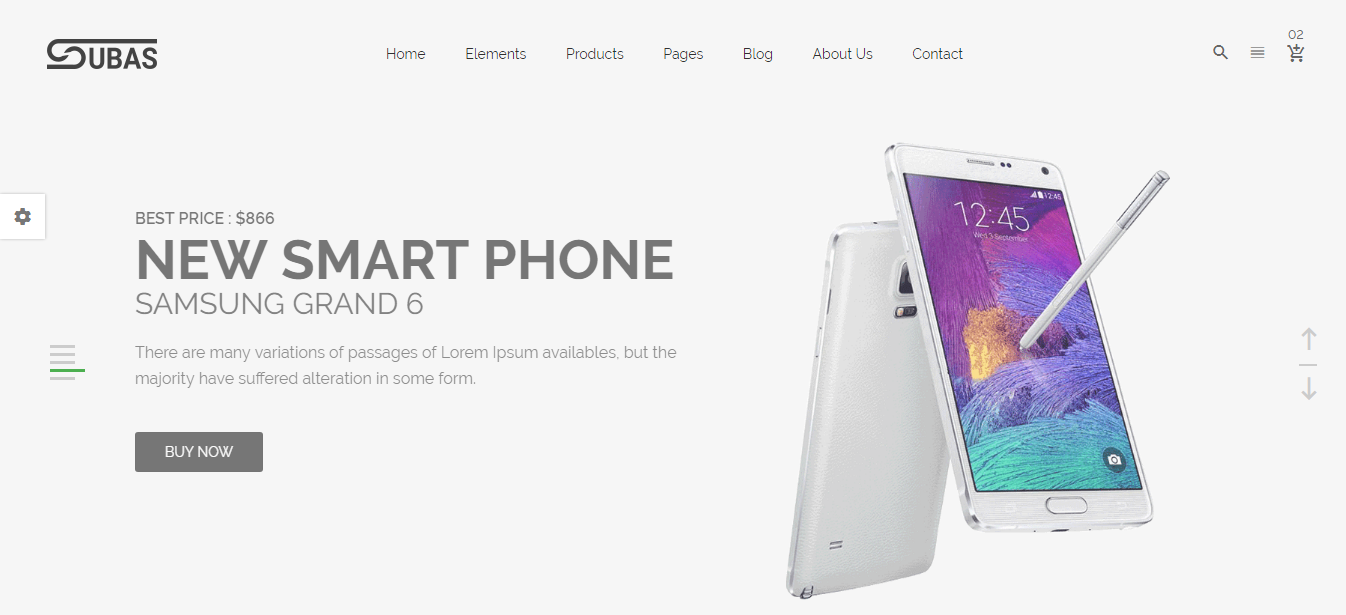 SUBAS
Home Elements Products Pages Blog About Us Contact
02
BEST PRICE : $866
NEW SMART PHONE
SAMSUNG GRAND 6
There are many variations of passages of Lorem Ipsum availables, but the
majority have suffered alteration in some form.
BUY NOW
12:45
12:45
Wed 3 September